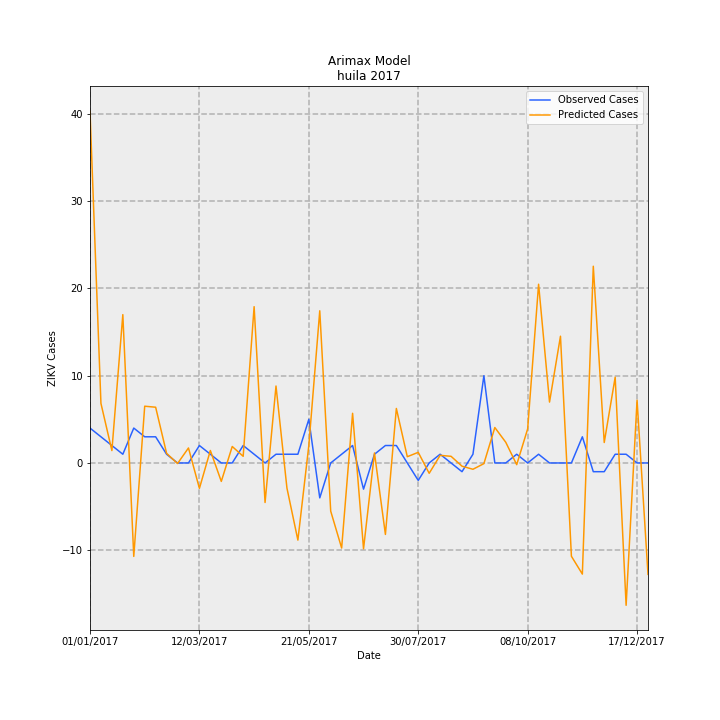 Arimax Model
huila 2017
Observed Cases
Predicted Cases
ZIKV Cases
40
30
20
10
0
−10
01/01/2017 12/03/2017 21/05/2017 30/07/2017 08/10/2017 17/12/2017
Date